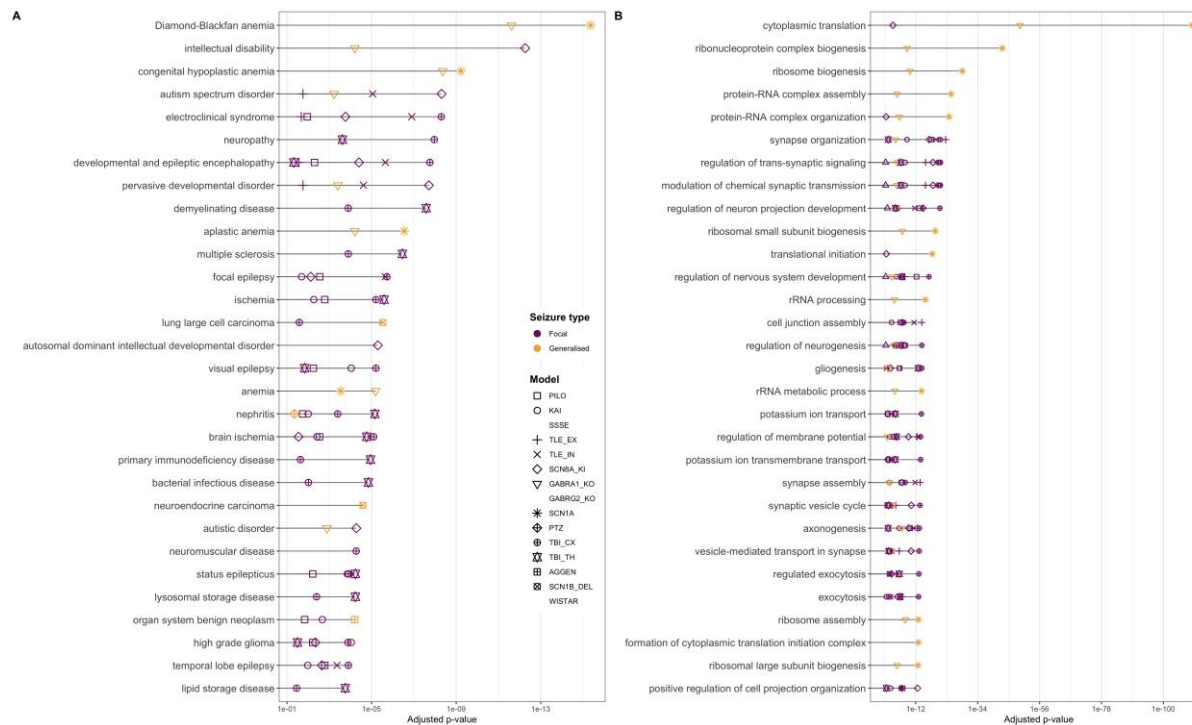 A
Diamond-Blackfan anemia
intellectual disability
congenital hypoplastic anemia
autism spectrum disorder
electroclinical syndrome
neuropathy
developmental and epileptic encephalopathy
pervasive developmental disorder
demyelinating disease
aplastic anemia
multiple sclerosis
focal epilepsy
ischemia
lung large cell carcinoma
autosomal dominant intellectual developmental disorder
visual epilepsy
anemia
nephritis
brain ischemia
primary immunodeficiency disease
bacterial infectious disease
neuroendocrine carcinoma
autistic disorder
neuromuscular disease
status epilepticus
lysosomal storage disease
organ system benign neoplasm
high grade glioma
temporal lobe epilepsy
lipid storage disease
1e-01 1e-05 1e-09 1e-13
Adjusted p-value
Seizure type
Focal
Generalised
Model
PILO
KAI
SSSE
TLE_EX
TLE_IN
SCN8A_KI
GABRA1_KO
GABRG2_KO
SCN1A
PTZ
TBI_CX
TBI_TH
AGGEN
SCN1B_DEL
WISTAR
B
cytoplasmic translation
ribonucleoprotein complex biogenesis
ribosome biogenesis
protein-RNA complex assembly
protein-RNA complex organization
synapse organization
regulation of trans-synaptic signaling
modulation of chemical synaptic transmission
regulation of neuron projection development
ribosomal small subunit biogenesis
translational initiation
regulation of nervous system development
rRNA processing
cell junction assembly
regulation of neurogenesis
gliogenesis
rRNA metabolic process
potassium ion transport
regulation of membrane potential
potassium ion transmembrane transport
synapse assembly
synaptic vesicle cycle
axonogenesis
vesicle-mediated transport in synapse
regulated exocytosis
exocytosis
ribosome assembly
formation of cytoplasmic translation initiation complex
ribosomal large subunit biogenesis
positive regulation of cell projection organization
1e-12 1e-34 1e-56 1e-78 1e-100
Adjusted p-value